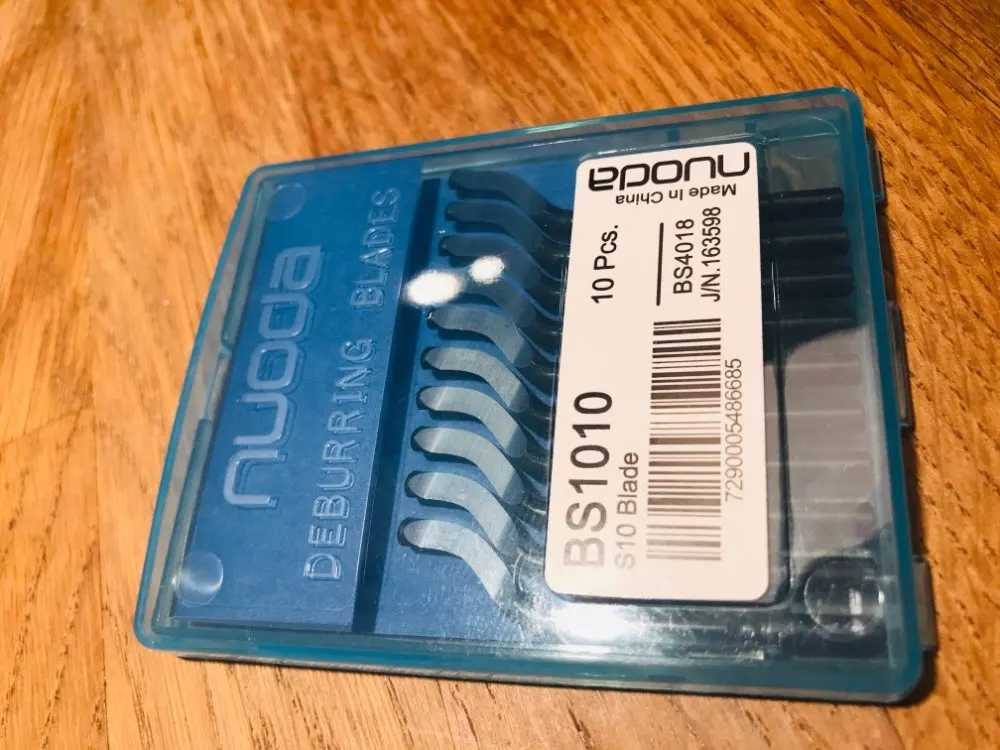 nuoda
DEBURRING BLADES
BS1010
S10 Blade
10 Pcs.
BS4018
J/N.163598
7290005486685
nuoda
Made In China